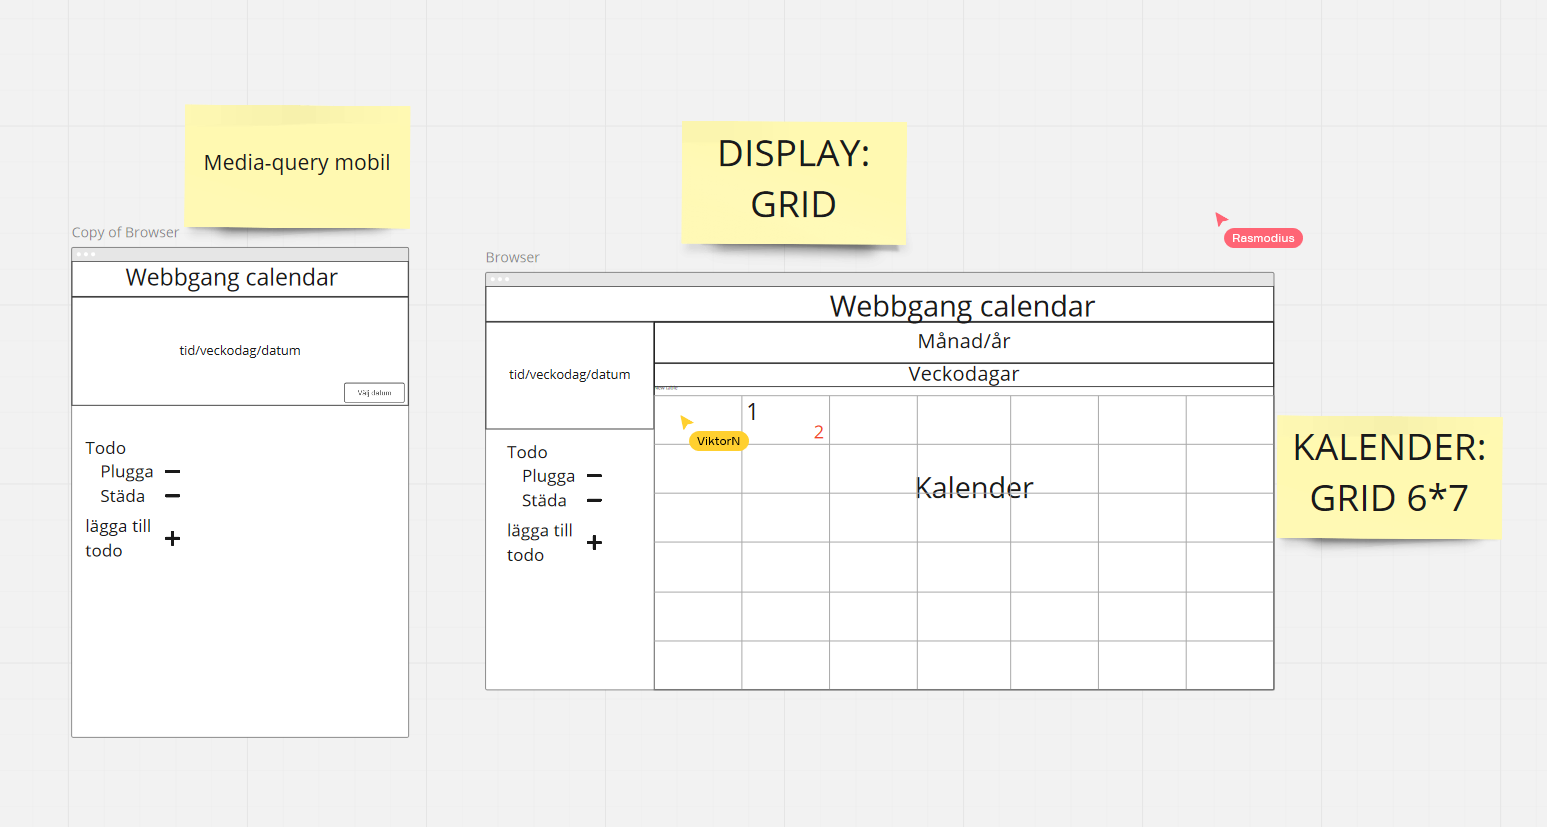 Media-query mobil
DISPLAY:
GRID
Rasmodius
Copy of Browser
Webbgang calendar
tid/veckodag/datum
Välj datum
Todo
Plugga
Städa
lägga till
todo
Browser
Webbgang calendar
Månad/år
Veckodagar
tid/veckodag/datum
1
2
ViktorN
Kalender
Todo
Plugga
Städa
lägga till
todo
KALENDER:
GRID 6*7